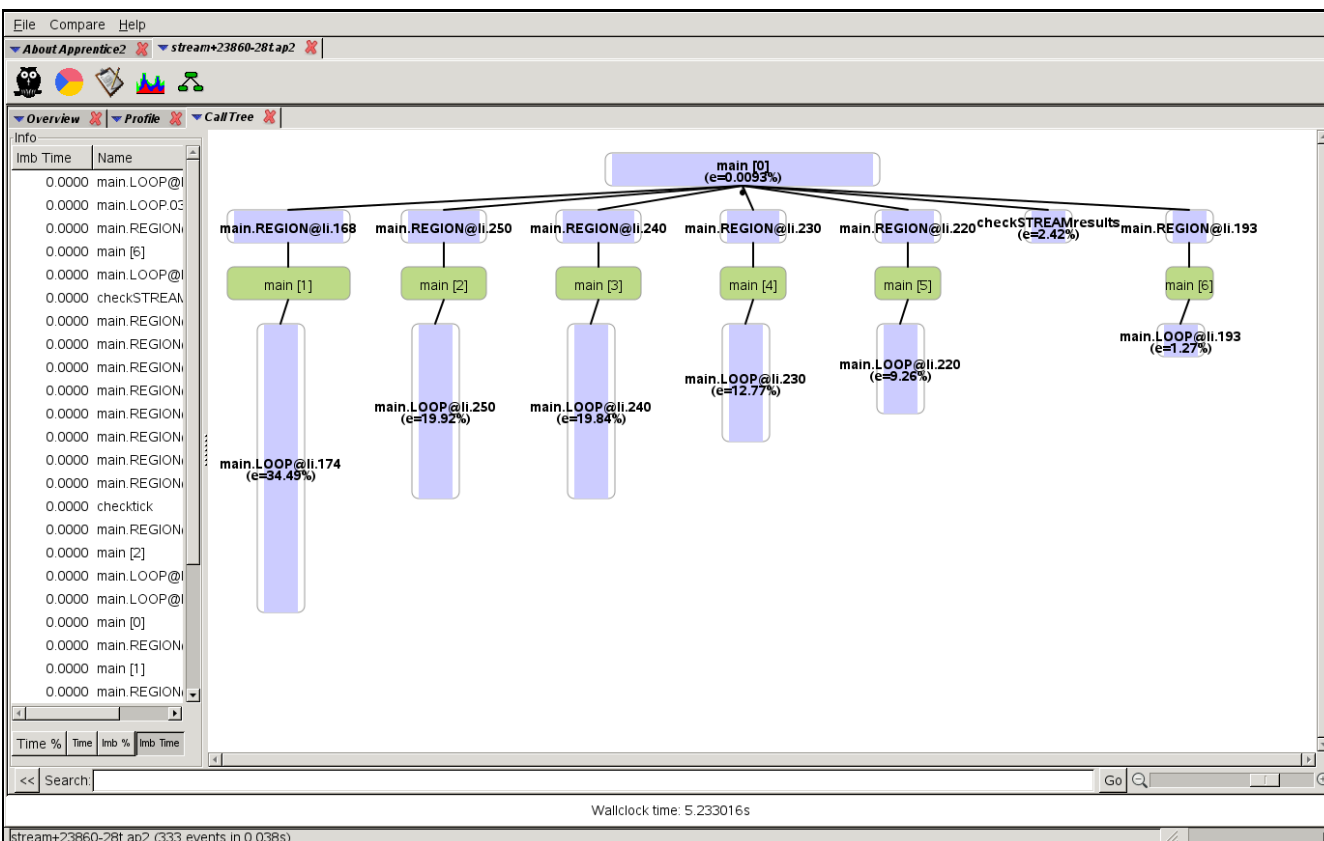 File Compare Help
About Apprentice2 stream+23860-28t.ap2
Overview Profile CallTree
Info
Imb Time Name
0.0000 main.LOOP@l
0.0000 main.LOOP.03
0.0000 main.REGION(
0.0000 main [6]
0.0000 main.LOOP@l
0.0000 checkSTREAM
0.0000 main.REGION(
0.0000 main.REGION(
0.0000 main.REGION(
0.0000 main.REGION(
0.0000 main.REGION(
0.0000 main.REGION(
0.0000 main.REGION(
0.0000 main.REGION(
0.0000 checktick
0.0000 main.REGION(
0.0000 main [2]
0.0000 main.LOOP@l
0.0000 main.LOOP@l
0.0000 main [0]
0.0000 main.REGION(
0.0000 main [1]
0.0000 main.REGION(
Time % Time Imb % Imb Time
main [0]
(e=0.0093%)
main.REGION@li.168 main.REGION@li.250 main.REGION@li.240 main.REGION@li.230 main.REGION@li.220 checkSTREAMresults main.REGION@li.193
(e=2.42%)
main [1] main [2] main [3] main [4] main [5] main [6]
main.LOOP@li.193
(e=1.27%)
main.LOOP@li.220
(e=9.26%)
main.LOOP@li.230
(e=12.77%)
main.LOOP@li.250 main.LOOP@li.240
(e=19.92%) (e=19.84%)
main.LOOP@li.174
(e=34.49%)
<< Search: Go
Wallclock time: 5.233016s
stream+23860-28t.ap2 (333 events in 0.038s)